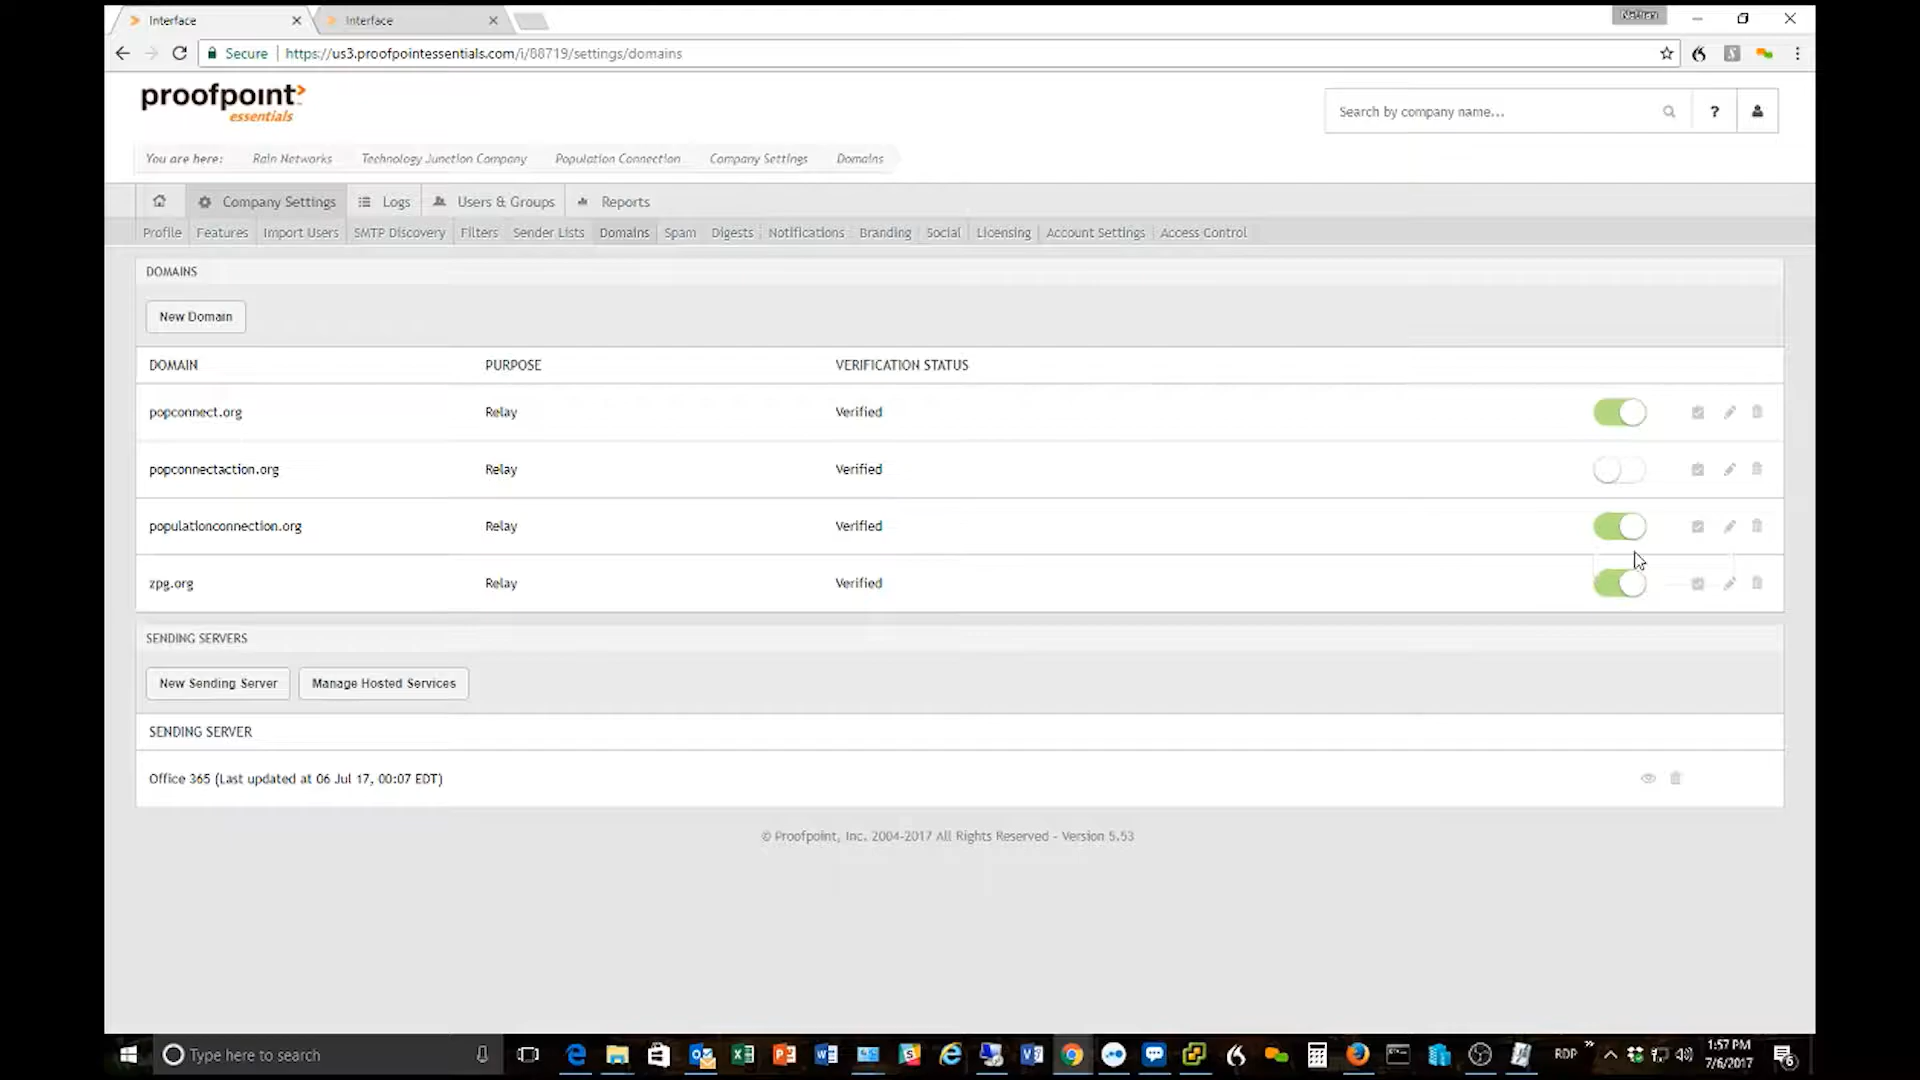 Interface
Interface
Nathan
Secure | https://us3.proofpointessentials.com/i/88719/settings/domains
proofpoint
essentials
Search by company name...
?
You are here: Rain Networks Technology Junction Company Population Connection Company Settings Domains
Company Settings Logs Users & Groups Reports
Profile Features Import Users SMTP Discovery Filters Sender Lists Domains Spam Digests Notifications Branding Social Licensing Account Settings Access Control
DOMAINS
New Domain
DOMAIN PURPOSE VERIFICATION STATUS
popconnect.org Relay Verified
popconnectaction.org Relay Verified
populationconnection.org Relay Verified
zpg.org Relay Verified
SENDING SERVERS
New Sending Server Manage Hosted Services
SENDING SERVER
Office 365 (Last updated at 06 Jul 17, 00:07 EDT)
© Proofpoint, Inc. 2004-2017 All Rights Reserved - Version 5.53
Type here to search
RDP
1:57 PM
7/6/2017